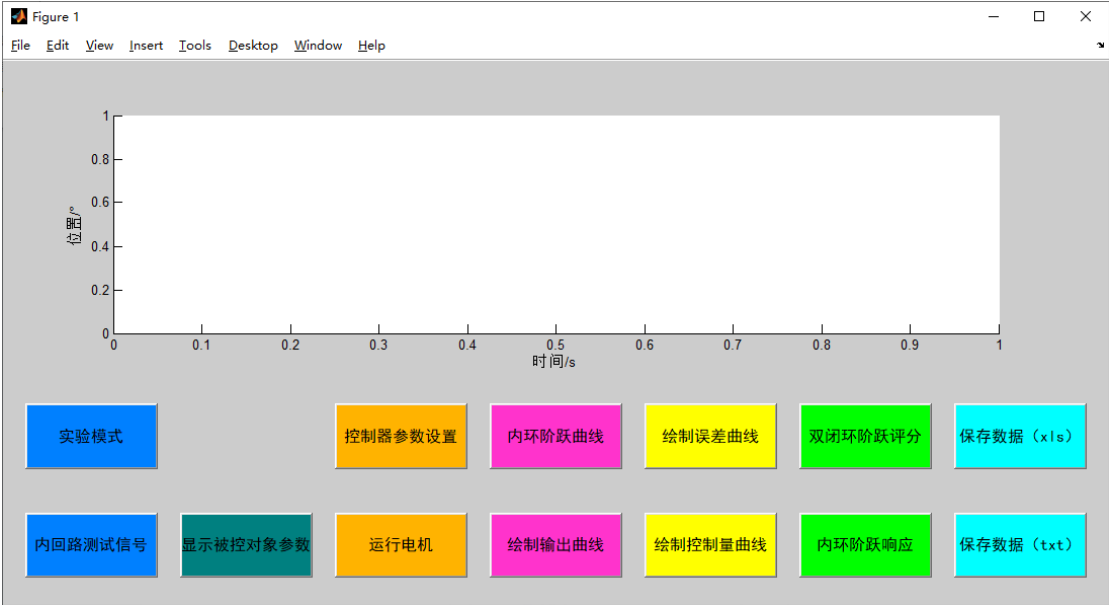 Figure 1
File Edit View Insert Tools Desktop Window Help
1
0.8
0.6
0.4
0.2
0
位置/°
0 0.1 0.2 0.3 0.4 0.5 0.6 0.7 0.8 0.9 1
时间/s
实验模式 控制器参数设置 内环阶跃曲线 绘制误差曲线 双闭环阶跃评分 保存数据（xls）
内回路测试信号 显示被控对象参数 运行电机 绘制输出曲线 绘制控制量曲线 内环阶跃响应 保存数据（txt）